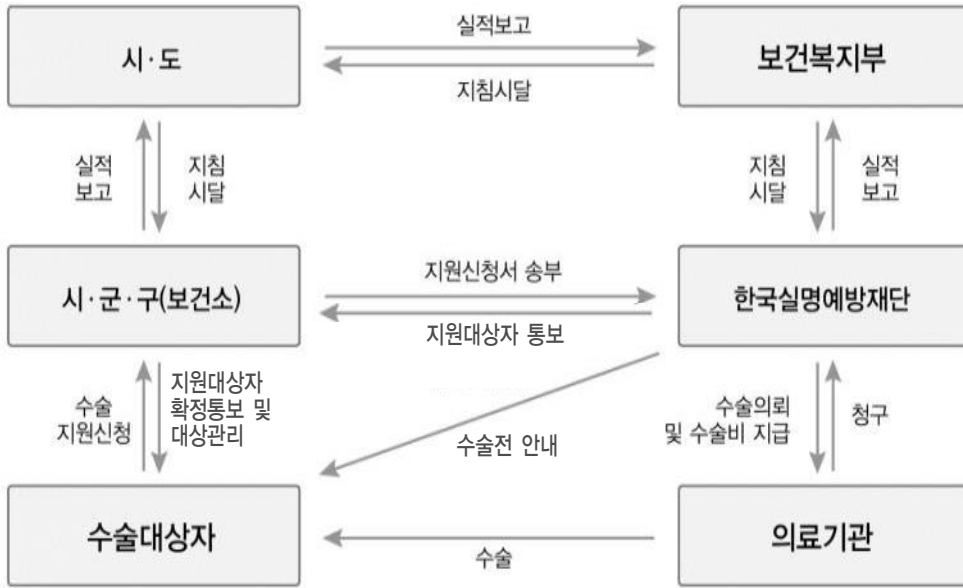 시·도
실적보고
지침시달
보건복지부
실적
보고
지침
시달
지침
시달
실적
보고
시·군·구(보건소)
지원신청서 송부
지원대상자 통보
한국실명예방재단
수술
지원신청
지원대상자
확정통보 및
대상관리
수술전 안내
수술의뢰
및 수술비 지급
청구
수술대상자
수술
의료기관